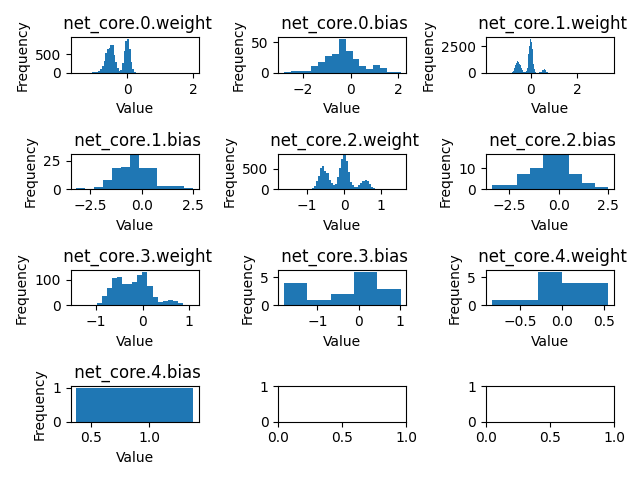 net_core.0.weight
net_core.0.bias
net_core.1.weight
Frequency
500
0
0
2
Value
Frequency
50
0
−2
0
2
Value
Frequency
2500
0
0
2
Value
net_core.1.bias
net_core.2.weight
net_core.2.bias
Frequency
25
0
−2.5
0.0
2.5
Value
Frequency
500
0
−1
0
1
Value
Frequency
10
0
−2.5
0.0
2.5
Value
net_core.3.weight
net_core.3.bias
net_core.4.weight
Frequency
100
0
−1
0
1
Value
Frequency
5
0
−1
0
1
Value
Frequency
5
0
−0.5
0.0
0.5
Value
net_core.4.bias
Frequency
1
0
0.5
1.0
Value
1
0
0.0
0.5
1.0
1
0
0.0
0.5
1.0